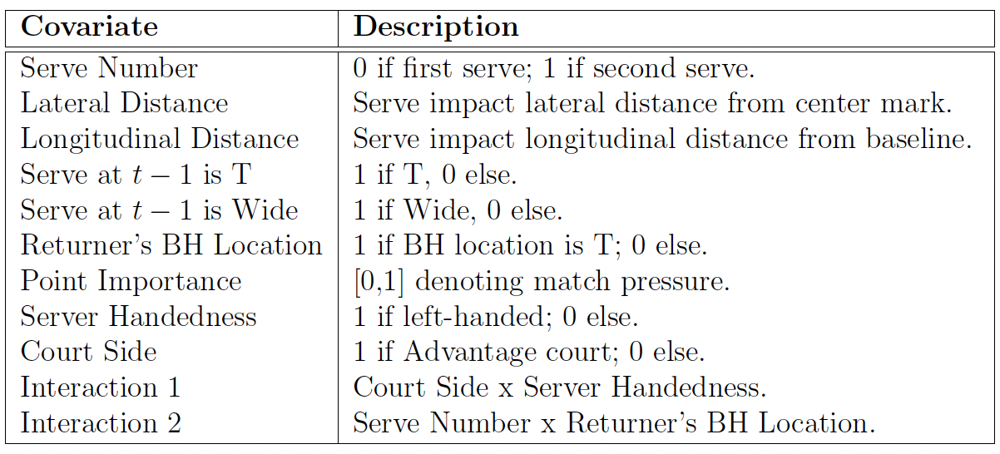 Covariate Description
Serve Number 0 if first serve; 1 if second serve.
Lateral Distance Serve impact lateral distance from center mark.
Longitudinal Distance Serve impact longitudinal distance from baseline.
Serve at t − 1 is T 1 if T, 0 else.
Serve at t − 1 is Wide 1 if Wide, 0 else.
Returner's BH Location 1 if BH location is T; 0 else.
Point Importance [0,1] denoting match pressure.
Server Handedness 1 if left-handed; 0 else.
Court Side 1 if Advantage court; 0 else.
Interaction 1 Court Side x Server Handedness.
Interaction 2 Serve Number x Returner's BH Location.